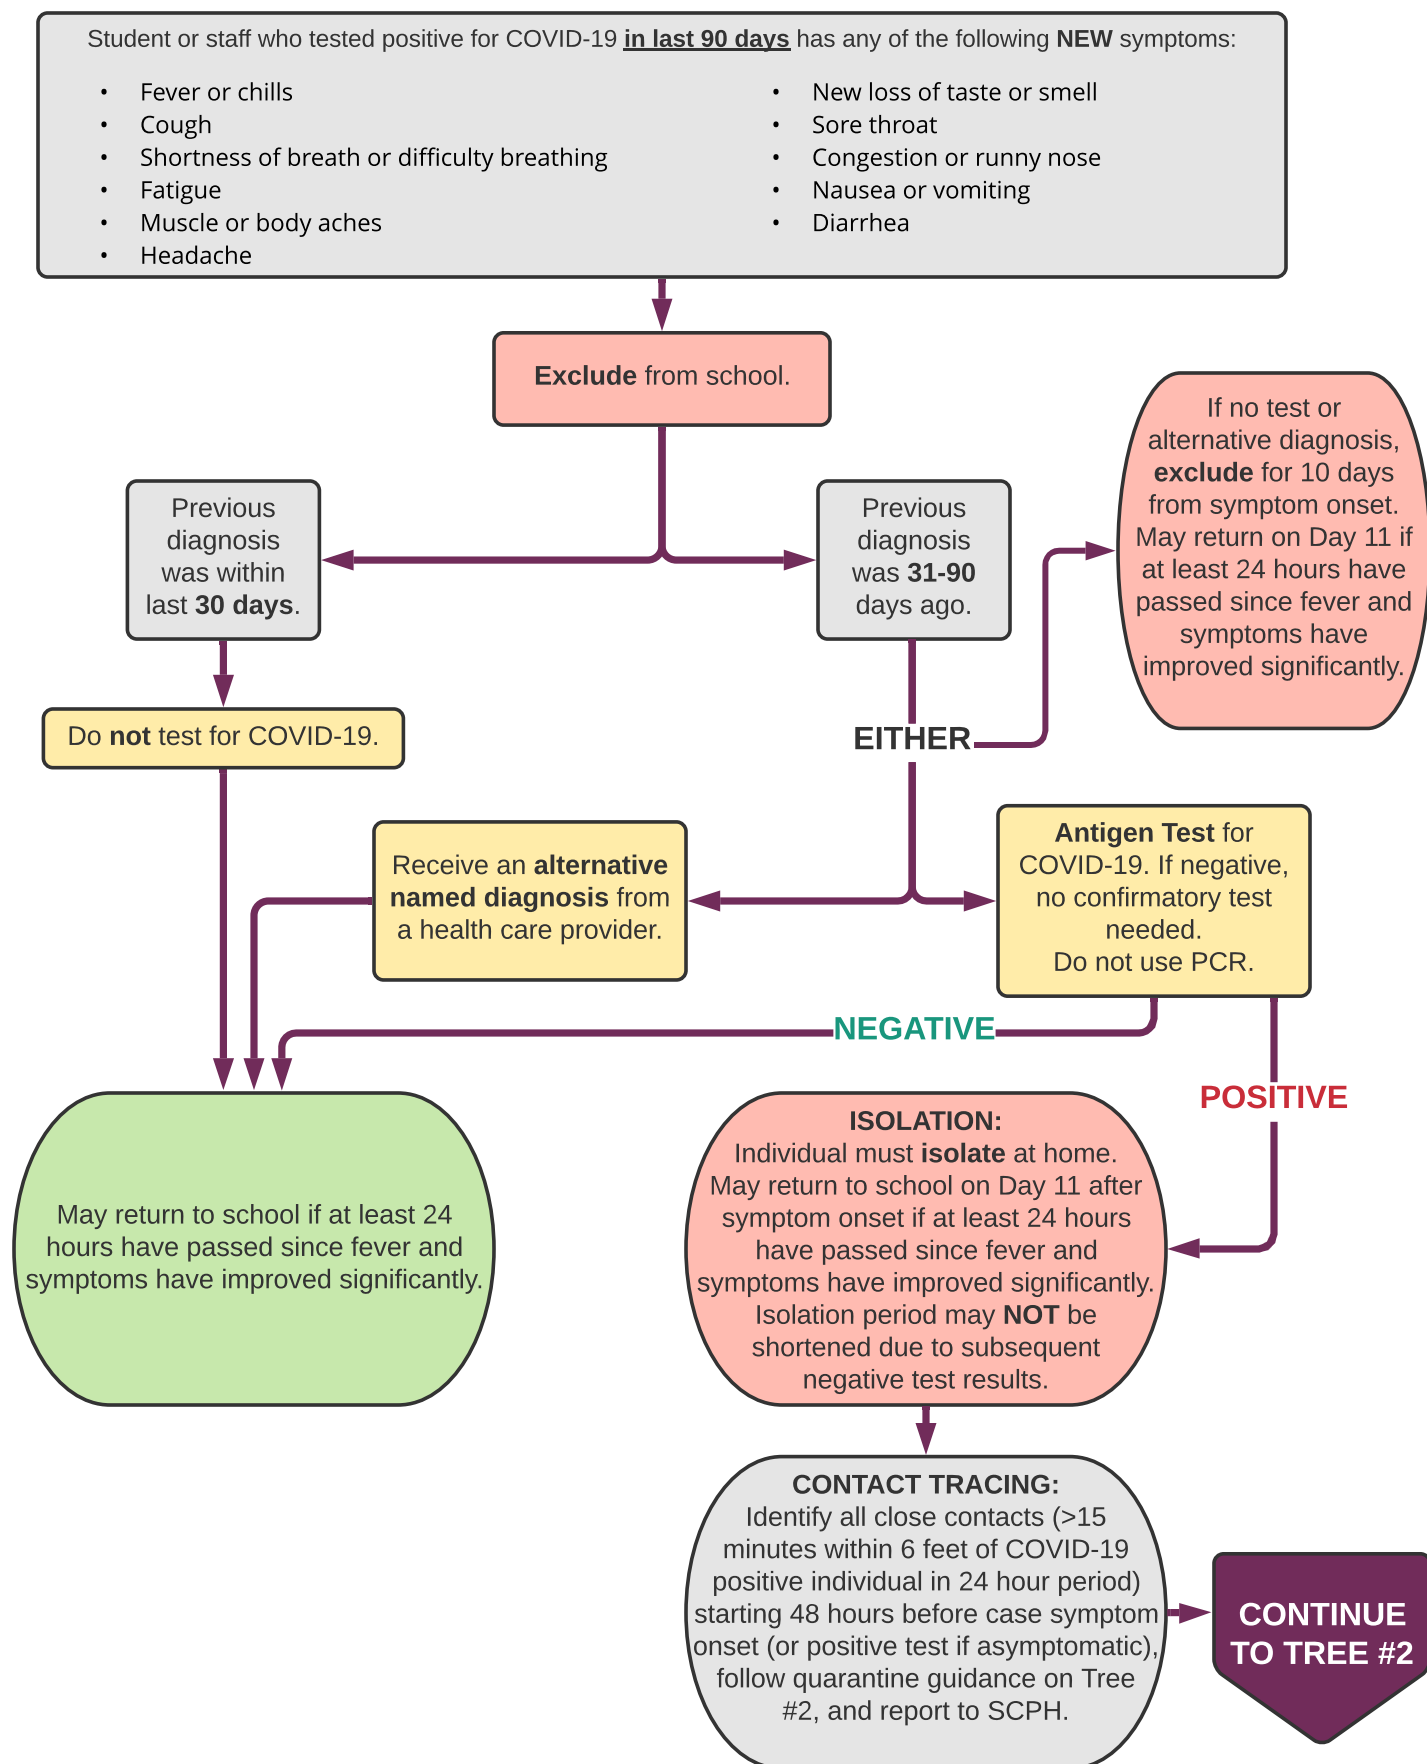 Student or staff who tested positive for COVID-19 in last 90 days has any of the following NEW symptoms:
• Fever or chills
• Cough
• Shortness of breath or difficulty breathing
• Fatigue
• Muscle or body aches
• Headache
• New loss of taste or smell
• Sore throat
• Congestion or runny nose
• Nausea or vomiting
• Diarrhea
Exclude from school.
Previous
diagnosis
was within
last 30 days.
Previous
diagnosis
was 31-90
days ago.
If no test or
alternative diagnosis,
exclude for 10 days
from symptom onset.
May return on Day 11 if
at least 24 hours have
passed since fever and
symptoms have
improved significantly.
Do not test for COVID-19.
EITHER
Receive an alternative
named diagnosis from
a health care provider.
Antigen Test for
COVID-19. If negative,
no confirmatory test
needed.
Do not use PCR.
NEGATIVE
POSITIVE
May return to school if at least 24
hours have passed since fever and
symptoms have improved significantly.
ISOLATION:
Individual must isolate at home.
May return to school on Day 11 after
symptom onset if at least 24 hours
have passed since fever and
symptoms have improved significantly.
Isolation period may NOT be
shortened due to subsequent
negative test results.
CONTACT TRACING:
Identify all close contacts (>15
minutes within 6 feet of COVID-19
positive individual in 24 hour period)
starting 48 hours before case symptom
onset (or positive test if asymptomatic),
follow quarantine guidance on Tree
#2, and report to SCPH.
CONTINUE
TO TREE #2